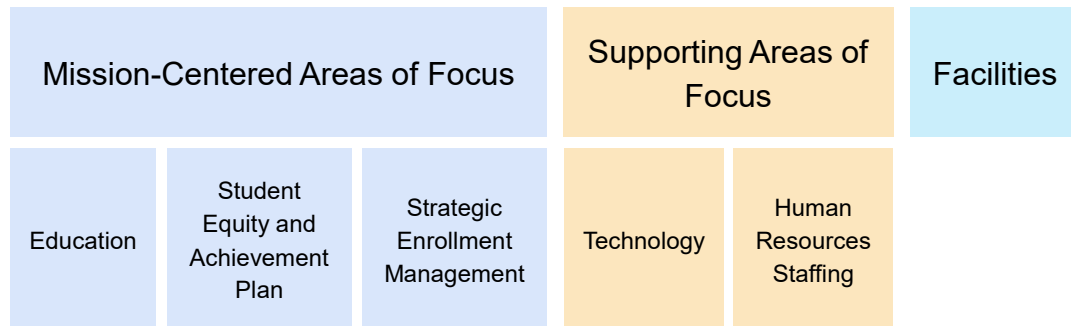 Mission-Centered Areas of Focus
Supporting Areas of
Focus
Facilities
Education
Student
Equity and
Achievement
Plan
Strategic
Enrollment
Management
Technology
Human
Resources
Staffing